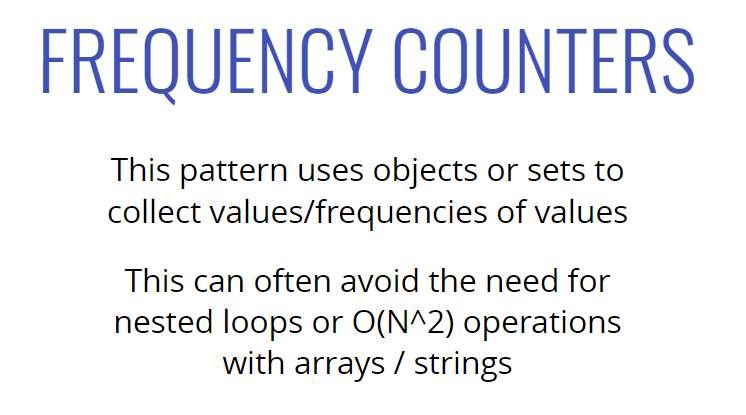 FREQUENCY COUNTERS
This pattern uses objects or sets to
collect values/frequencies of values
This can often avoid the need for
nested loops or O(N^2) operations
with arrays / strings